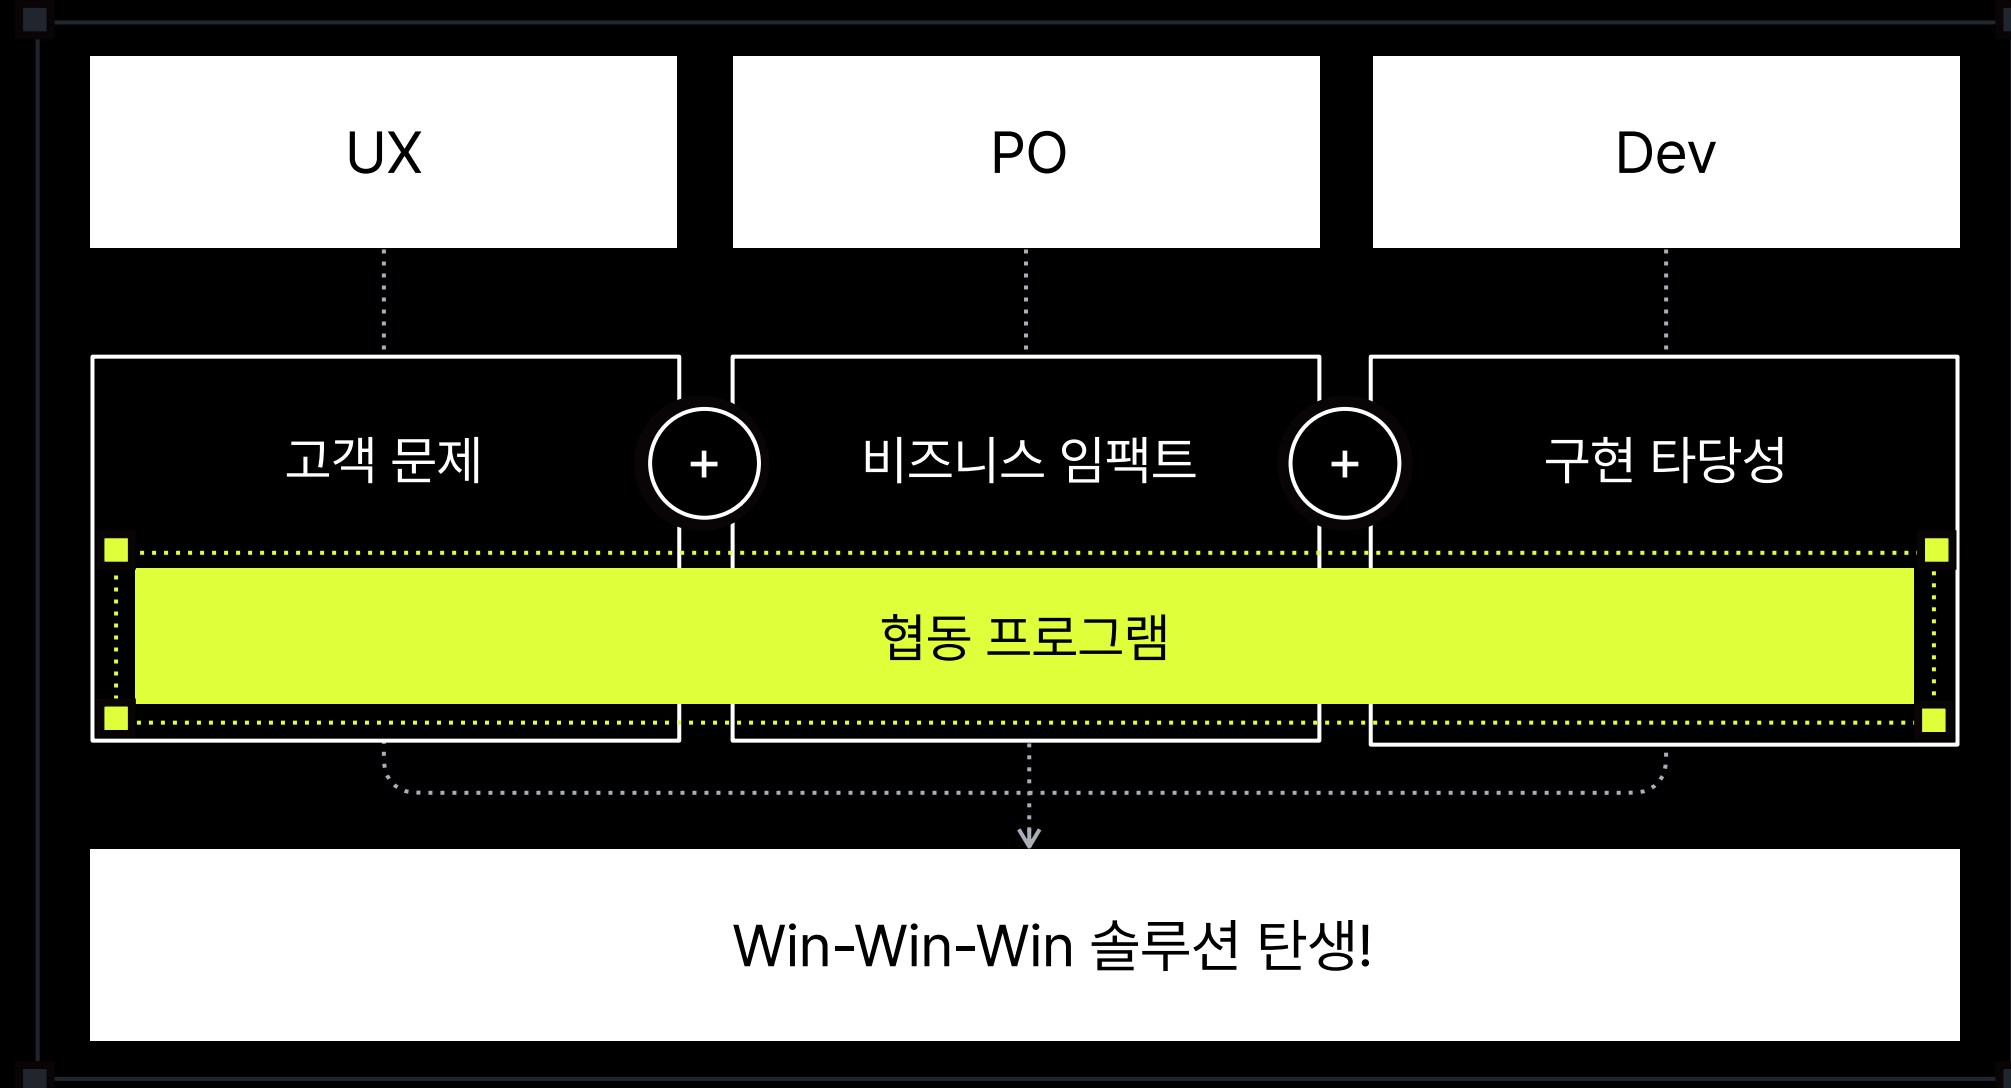 UX
PO
Dev
고객 문제
+
비즈니스 임팩트
+
구현 타당성
협동 프로그램
Win-Win-Win 솔루션 탄생!